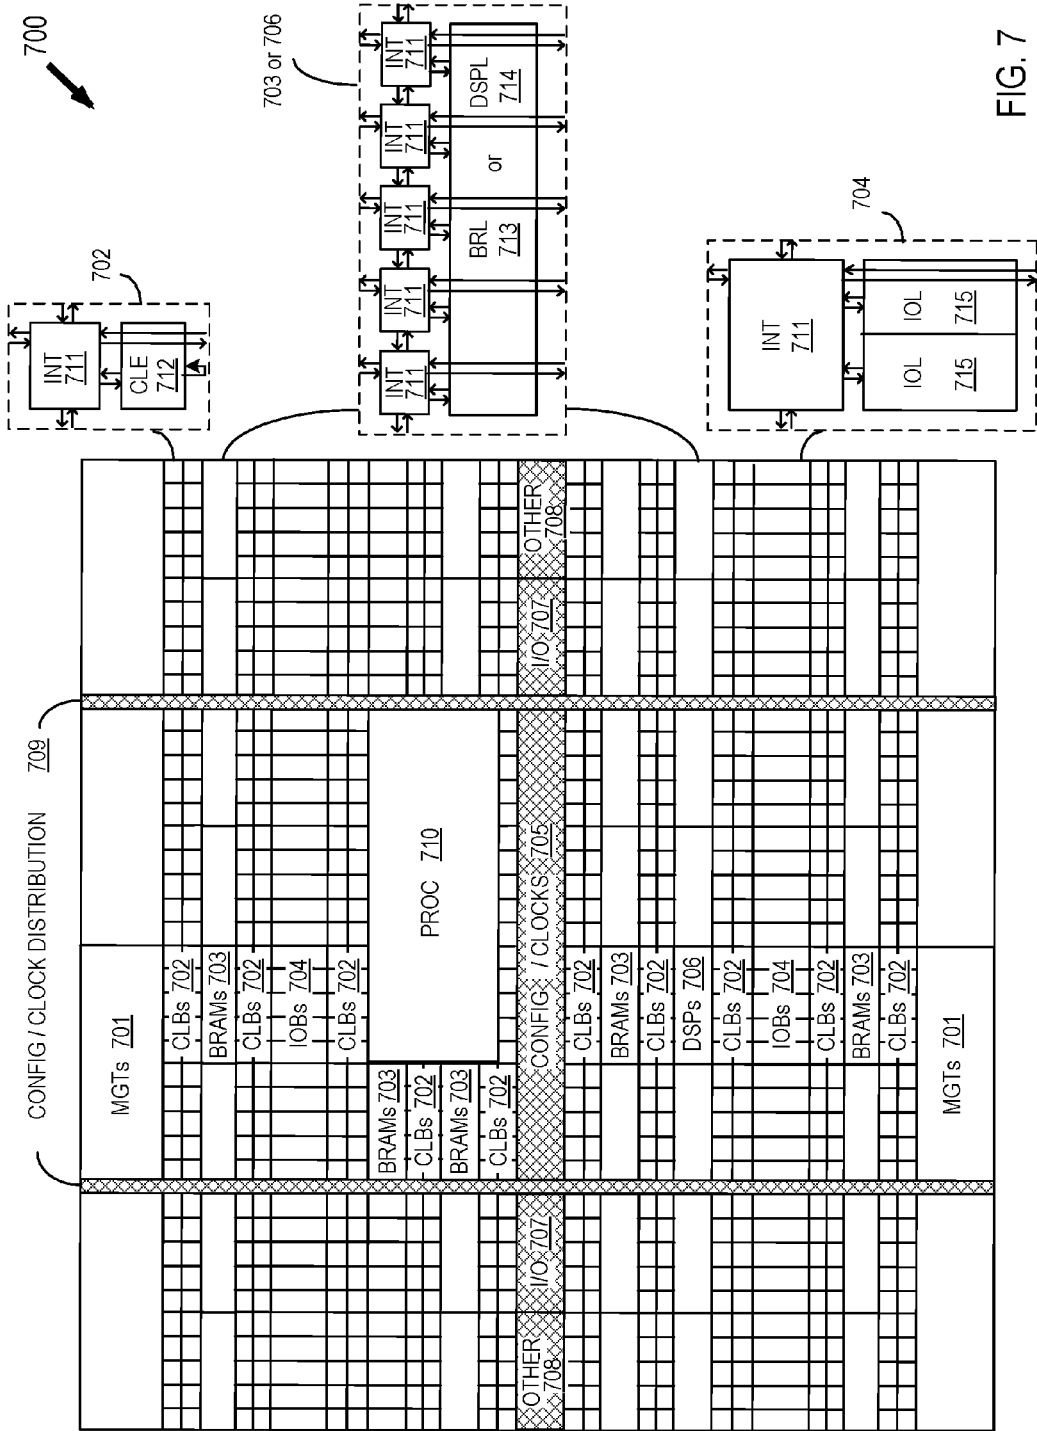 CONFIG / CLOCK DISTRIBUTION 709
700
MGTs 701
CLBs 702
BRAMs 703
CLBs 702
IOBs 704
CLBs 702
BRAMs 703
CLBs 702
BRAMs 703
CLBs 702
PROC 710
OTHER
708
I/O 707
CONFIG / CLOCKS 705
I/O 707
OTHER
708
CLBs 702
BRAMs 703
CLBs 702
DSPs 706
CLBs 702
IOBs 704
CLBs 702
BRAMs 703
CLBs 702
MGTs 701
702
INT
711
CLE
712
703 or 706
INT
711
INT
711
INT
711
INT
711
INT
711
BRL
713
or
DSPL
714
704
INT
711
IOL
715
IOL
715
FIG. 7